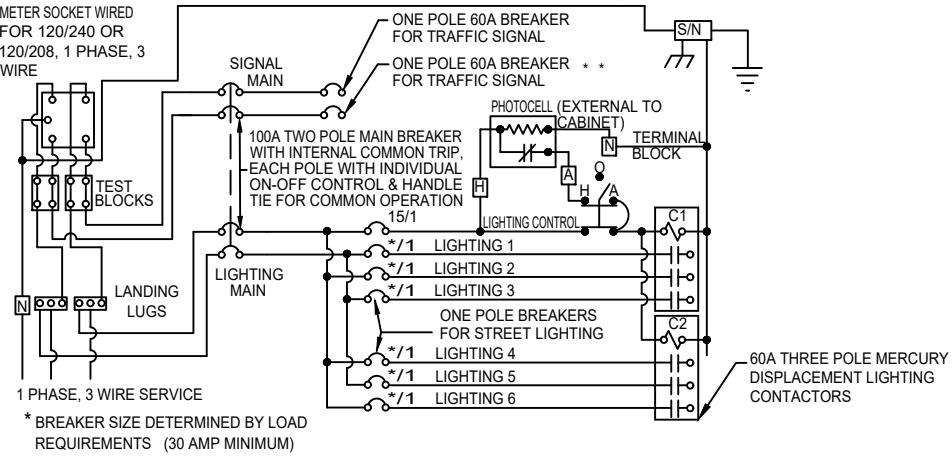 METER SOCKET WIRED
FOR 120/240 OR
120/208, 1 PHASE, 3
WIRE
ONE POLE 60A BREAKER
FOR TRAFFIC SIGNAL
S/N
SIGNAL
MAIN
ONE POLE 60A BREAKER * *
FOR TRAFFIC SIGNAL
PHOTOCELL (EXTERNAL TO
CABINET)
100A TWO POLE MAIN BREAKER
WITH INTERNAL COMMON TRIP,
EACH POLE WITH INDIVIDUAL
ON-OFF CONTROL & HANDLE
TIE FOR COMMON OPERATION
N
TERMINAL
BLOCK
TEST
BLOCKS
H
A
O
H
A
15/1
LIGHTING CONTROL
C1
*/1 LIGHTING 1
LIGHTING
MAIN
*/1 LIGHTING 2
*/1 LIGHTING 3
N
LANDING
LUGS
ONE POLE BREAKERS
FOR STREET LIGHTING
C2
*/1 LIGHTING 4
*/1 LIGHTING 5
*/1 LIGHTING 6
60A THREE POLE MERCURY
DISPLACEMENT LIGHTING
CONTACTORS
1 PHASE, 3 WIRE SERVICE
* BREAKER SIZE DETERMINED BY LOAD
REQUIREMENTS (30 AMP MINIMUM)